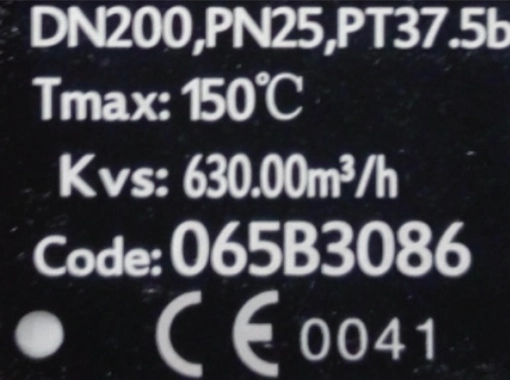 DN200,PN25,PT37.5b
Tmax: 150℃
Kvs: 630.00m³/h
Code: 065B3086
CE 0041